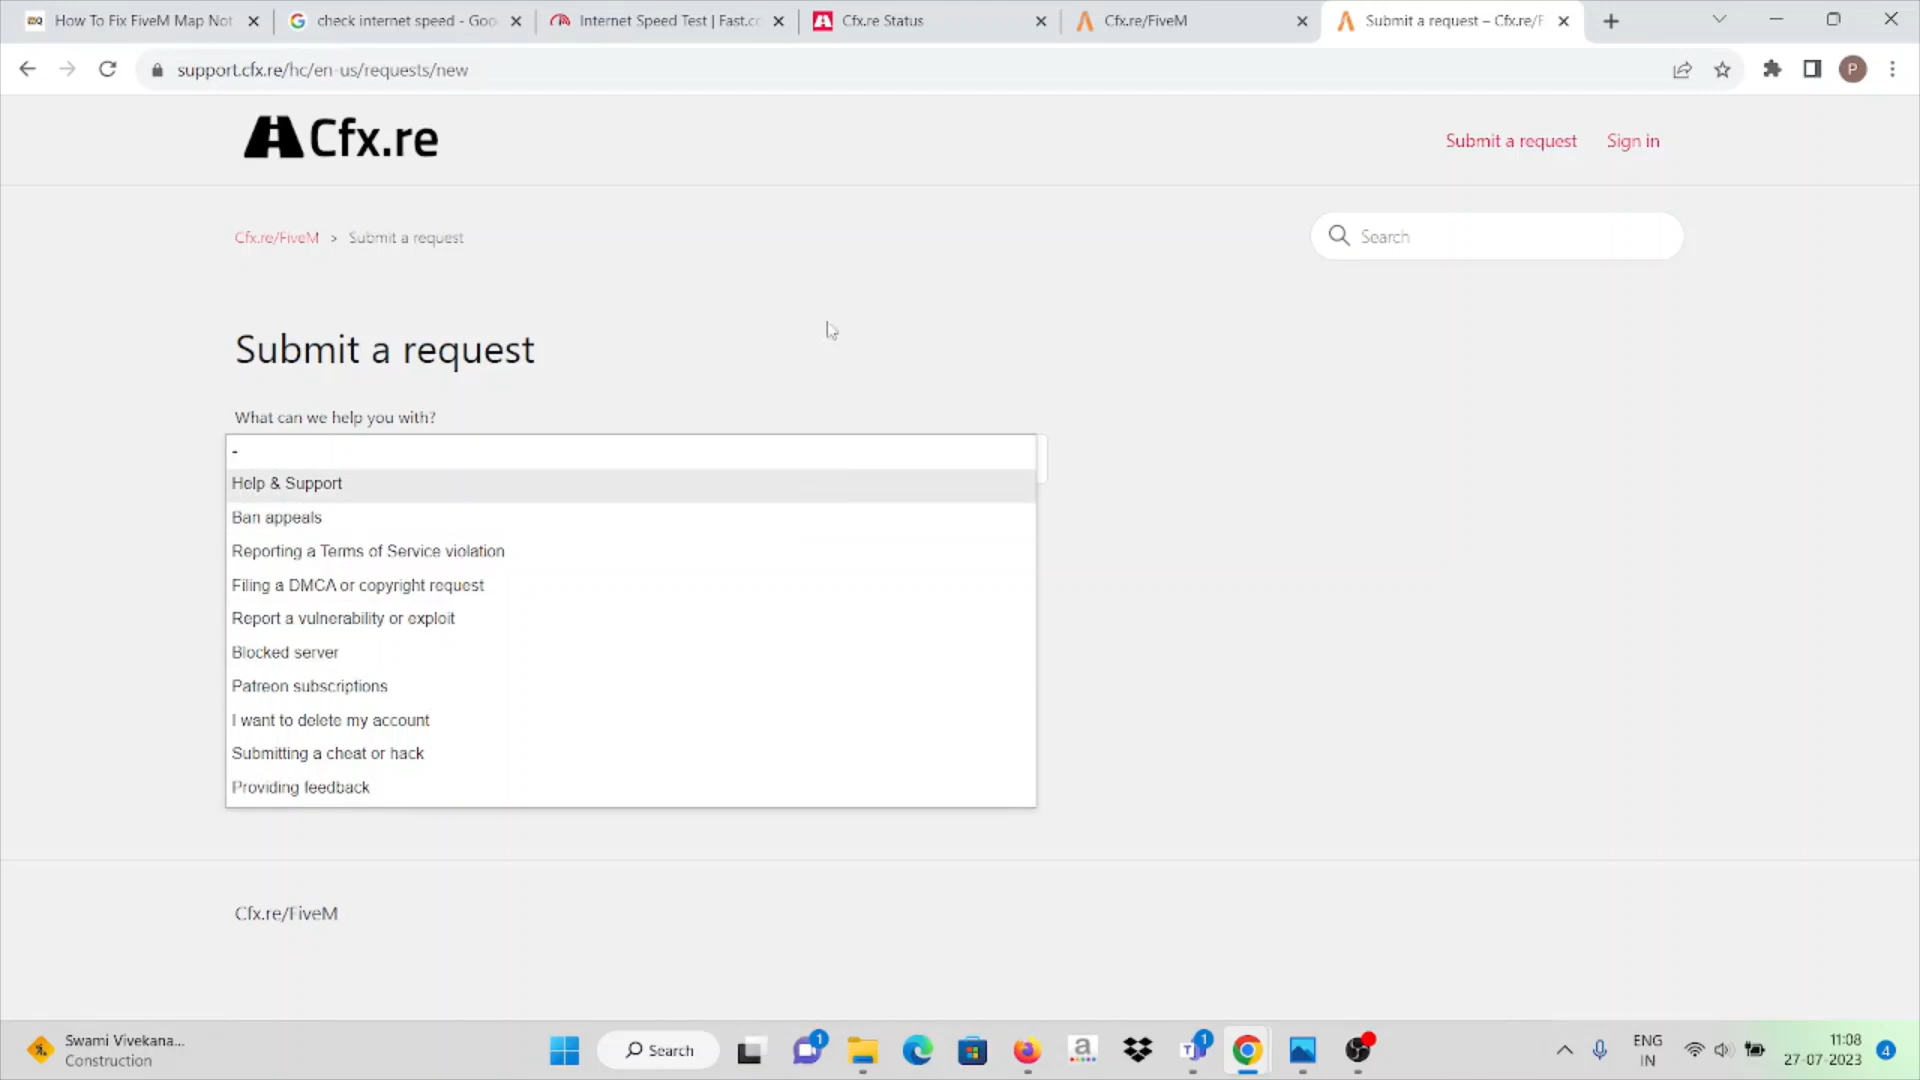 How To Fix FiveM Map Not
check internet speed - Goo
Internet Speed Test | Fast.co
Cfx.re Status
Cfx.re/FiveM
Submit a request – Cfx.re/F
support.cfx.re/hc/en-us/requests/new
P
Cfx.re
Submit a request
Sign in
Cfx.re/FiveM > Submit a request
Search
Submit a request
What can we help you with?
-
Help & Support
Ban appeals
Reporting a Terms of Service violation
Filing a DMCA or copyright request
Report a vulnerability or exploit
Blocked server
Patreon subscriptions
I want to delete my account
Submitting a cheat or hack
Providing feedback
Cfx.re/FiveM
Swami Vivekana...
Construction
Search
1
a
1
ENG
IN
11:08
27-07-2023
4